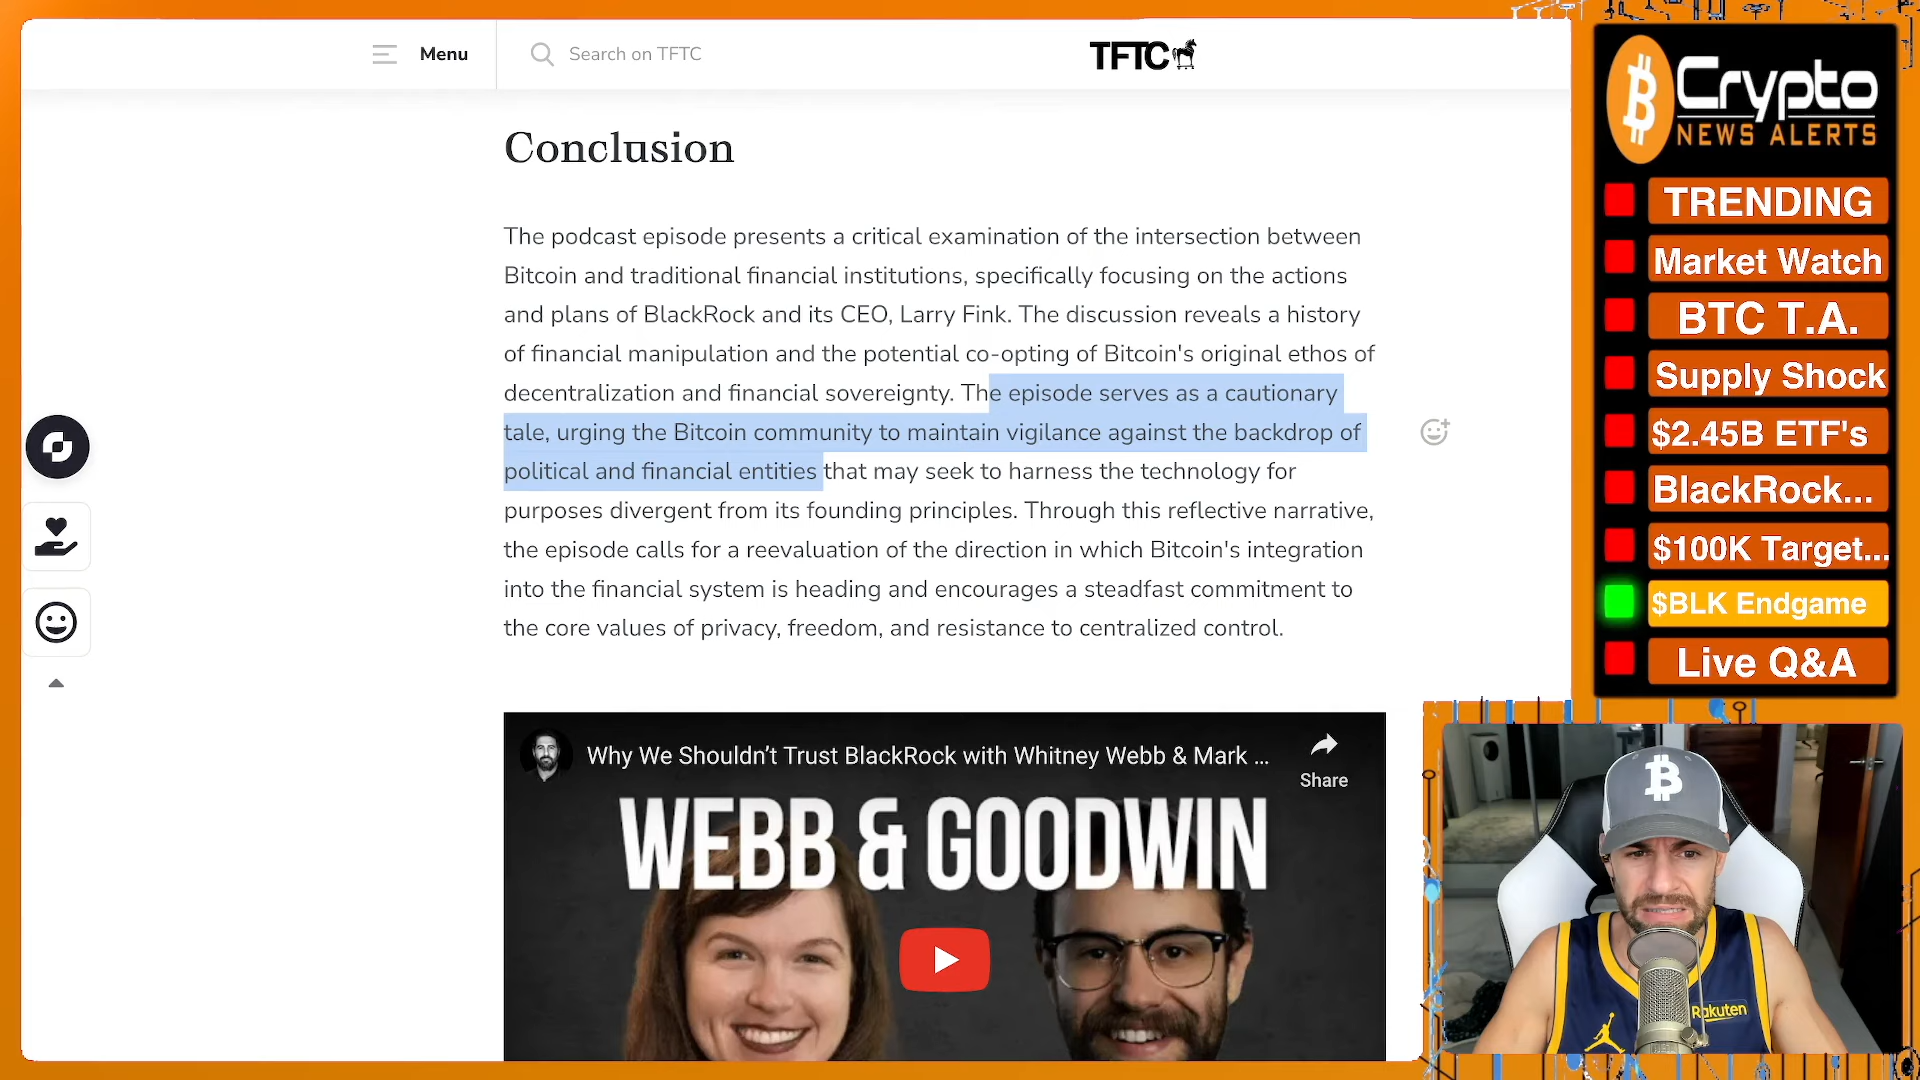 Menu
Search on TFTC
TFTC
Conclusion
The podcast episode presents a critical examination of the intersection between
Bitcoin and traditional financial institutions, specifically focusing on the actions
and plans of BlackRock and its CEO, Larry Fink. The discussion reveals a history
of financial manipulation and the potential co-opting of Bitcoin's original ethos of
decentralization and financial sovereignty. The episode serves as a cautionary
tale, urging the Bitcoin community to maintain vigilance against the backdrop of
political and financial entities that may seek to harness the technology for
purposes divergent from its founding principles. Through this reflective narrative,
the episode calls for a reevaluation of the direction in which Bitcoin's integration
into the financial system is heading and encourages a steadfast commitment to
the core values of privacy, freedom, and resistance to centralized control.
Why We Shouldn't Trust BlackRock with Whitney Webb & Mark ...
Share
WEBB & GOODWIN
Crypto
NEWS ALERTS
TRENDING
Market Watch
BTC T.A.
Supply Shock
$2.45B ETF's
BlackRock...
$100K Target...
$BLK Endgame
Live Q&A
Rakuten